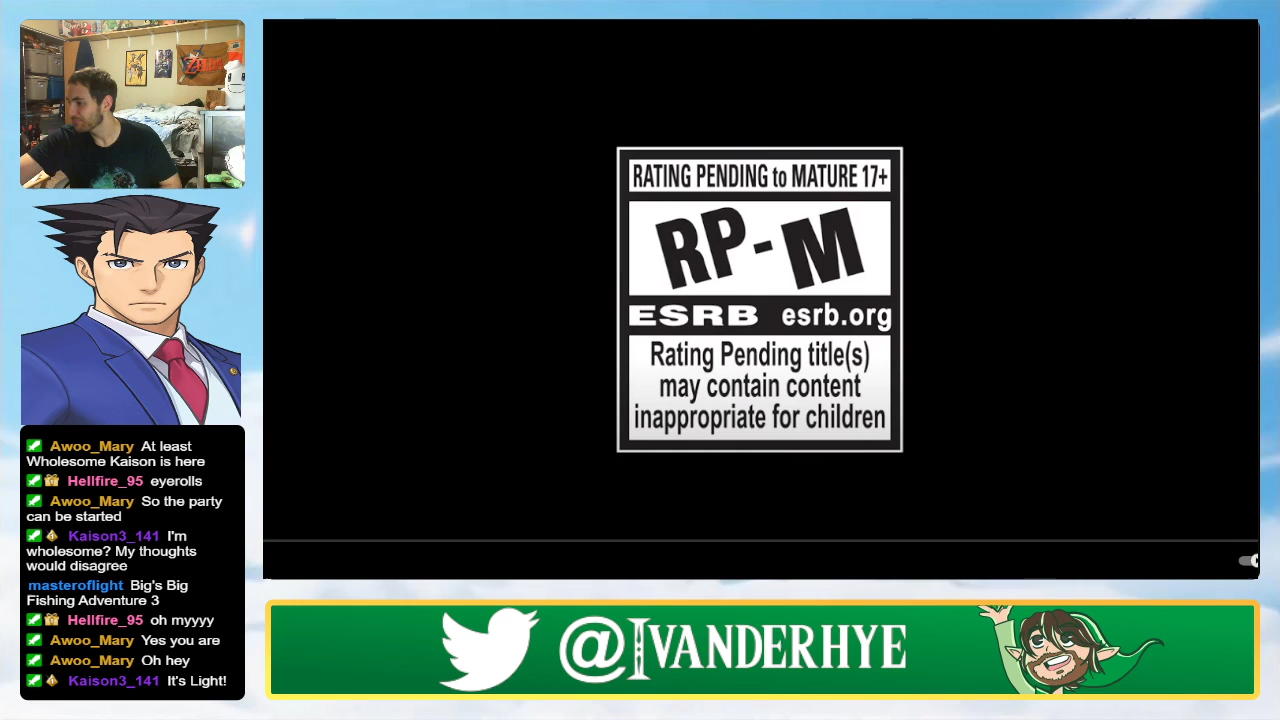 RATING PENDING to MATURE 17+
RP-M
ESRB esrb.org
Rating Pending title(s)
may contain content
inappropriate for children
Awoo_Mary At least
Wholesome Kaison is here
Hellfire_95 eyerolls
Awoo_Mary So the party
can be started
Kaison3_141 I'm
wholesome? My thoughts
would disagree
masteroflight Big's Big
Fishing Adventure 3
Hellfire_95 oh myyyy
Awoo_Mary Yes you are
Awoo_Mary Oh hey
Kaison3_141 It's Light!
@IVANDERHYE